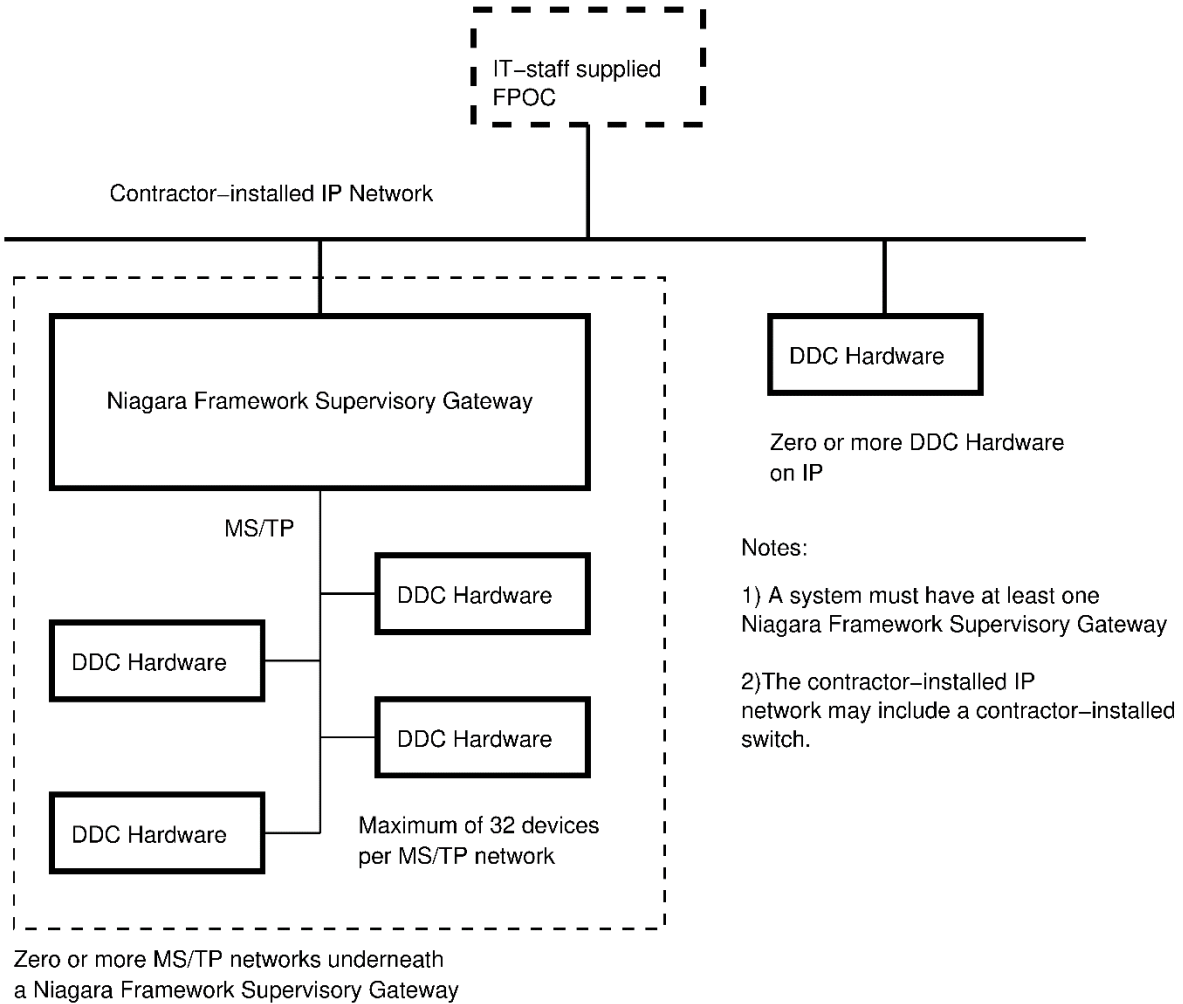 IT−staff supplied
FPOC
Contractor−installed IP Network
Niagara Framework Supervisory Gateway
DDC Hardware
Zero or more DDC Hardware
on IP
MS/TP
DDC Hardware
DDC Hardware
DDC Hardware
DDC Hardware
Maximum of 32 devices
per MS/TP network
Notes:
1) A system must have at least one
Niagara Framework Supervisory Gateway
2)The contractor−installed IP
network may include a contractor−installed
switch.
Zero or more MS/TP networks underneath
a Niagara Framework Supervisory Gateway